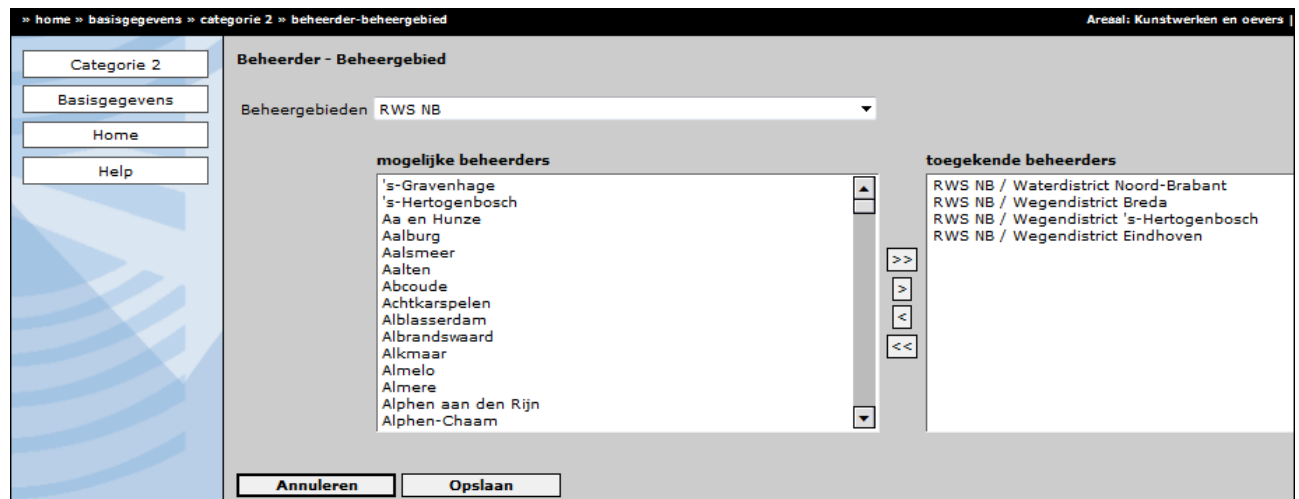 » home » basisgegevens » categorie 2 » beheerder-beheergebied
Areaal: Kunstwerken en oevers |
Categorie 2
Basisgegevens
Home
Help
Beheerder - Beheergebied
Beheergebieden RWS NB
mogelijke beheerders
's-Gravenhage
's-Hertogenbosch
Aa en Hunze
Aalburg
Aalsmeer
Aalten
Abcoude
Achtkarspelen
Alblasserdam
Albrandswaard
Alkmaar
Almelo
Almere
Alphen aan den Rijn
Alphen-Chaam
>>
>
<
<<
toegekende beheerders
RWS NB / Waterdistrict Noord-Brabant
RWS NB / Wegendistrict Breda
RWS NB / Wegendistrict 's-Hertogenbosch
RWS NB / Wegendistrict Eindhoven
Annuleren
Opslaan